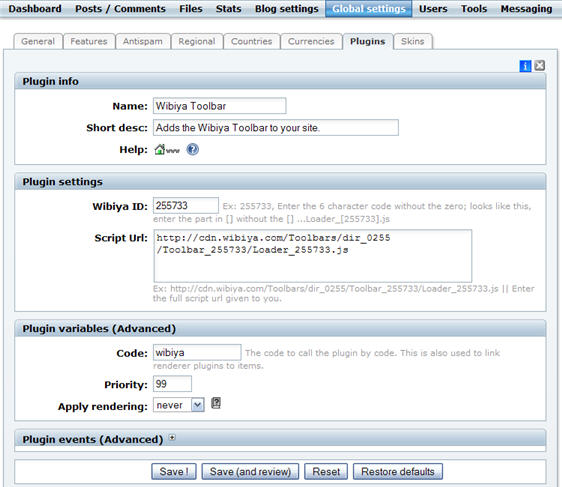 Dashboard Posts / Comments Files Stats Blog settings Global settings Users Tools Messaging
General Features Antispam Regional Countries Currencies Plugins Skins
i
Plugin info
Name: Wibiya Toolbar
Short desc: Adds the Wibiya Toolbar to your site.
Help: www ?
Plugin settings
Wibiya ID: 255733 Ex: 255733, Enter the 6 character code without the zero; looks like this,
enter the part in [] without the [] ...Loader_[255733].js
Script Url: http://cdn.wibiya.com/Toolbars/dir_0255
/Toolbar_255733/Loader_255733.js
Ex: http://cdn.wibiya.com/Toolbars/dir_0255/Toolbar_255733/Loader_255733.js || Enter
the full script url given to you.
Plugin variables (Advanced)
Code: wibiya The code to call the plugin by code. This is also used to link
renderer plugins to items.
Priority: 99
Apply rendering: never ?
Plugin events (Advanced)
Save ! Save (and review) Reset Restore defaults